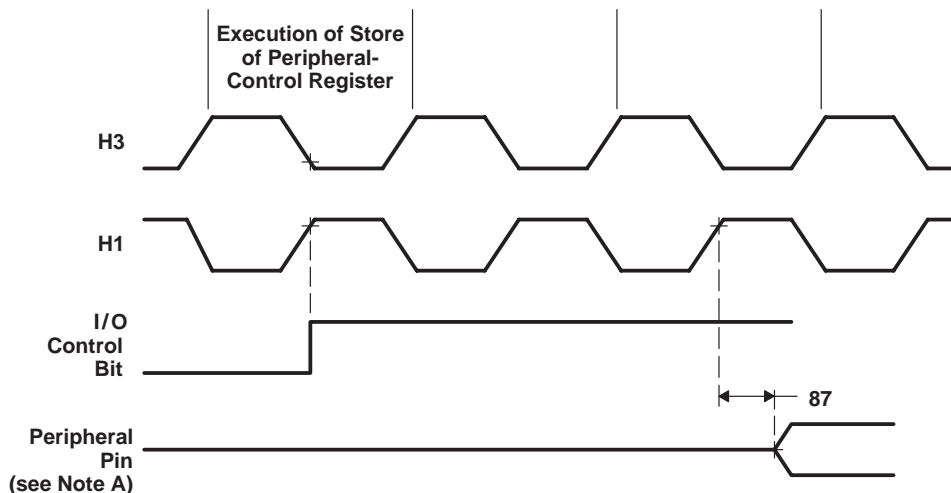 Execution of Store
of Peripheral-
Control Register
H3
H1
I/O
Control
Bit
87
Peripheral
Pin
(see Note A)